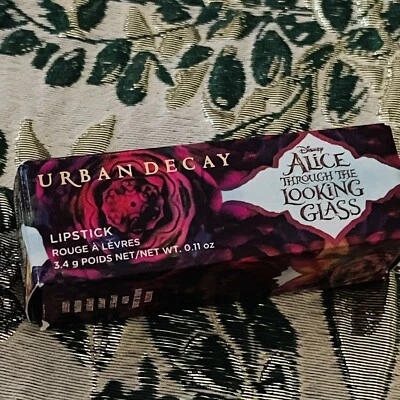 URBAN DECAY
LIPSTICK
ROUGE À LÈVRES
3.4 g POIDS NET/NET WT. 0.11 oz
Disney
ALICE
THROUGH THE
LOOKING
GLASS